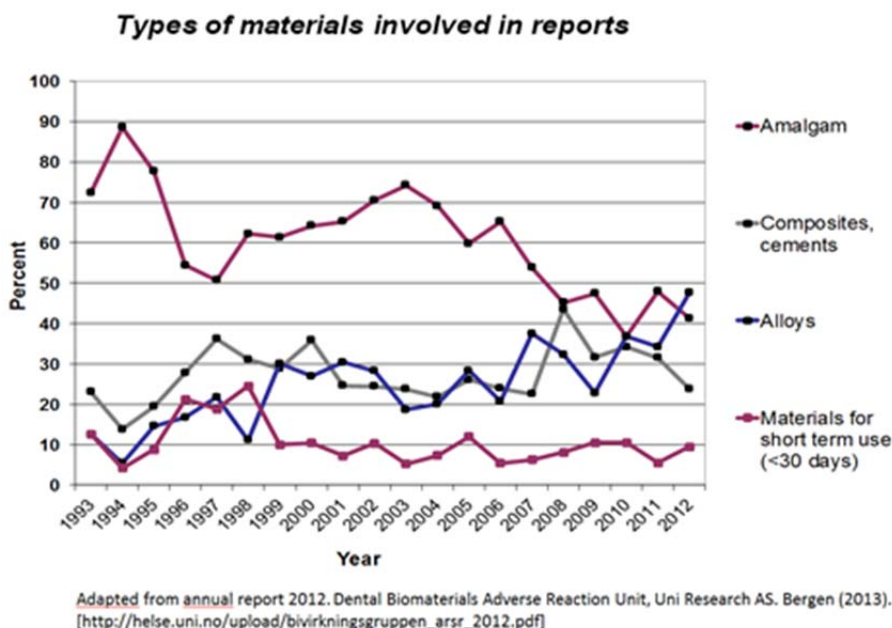 Types of materials involved in reports
100
90
80
70
60
50
40
30
20
10
0
Percent
1993
1994
1995
1996
1997
1998
1999
2000
2001
2002
2003
2004
2005
2006
2007
2008
2009
2010
2011
2012
Year
Amalgam
Composites,
cements
Alloys
Materials for
short term use
(<30 days)
Adapted from annual report 2012. Dental Biomaterials Adverse Reaction Unit, Uni Research AS. Bergen (2013).
[http://helse.uni.no/upload/bivirkningsgruppen_arsr_2012.pdf]